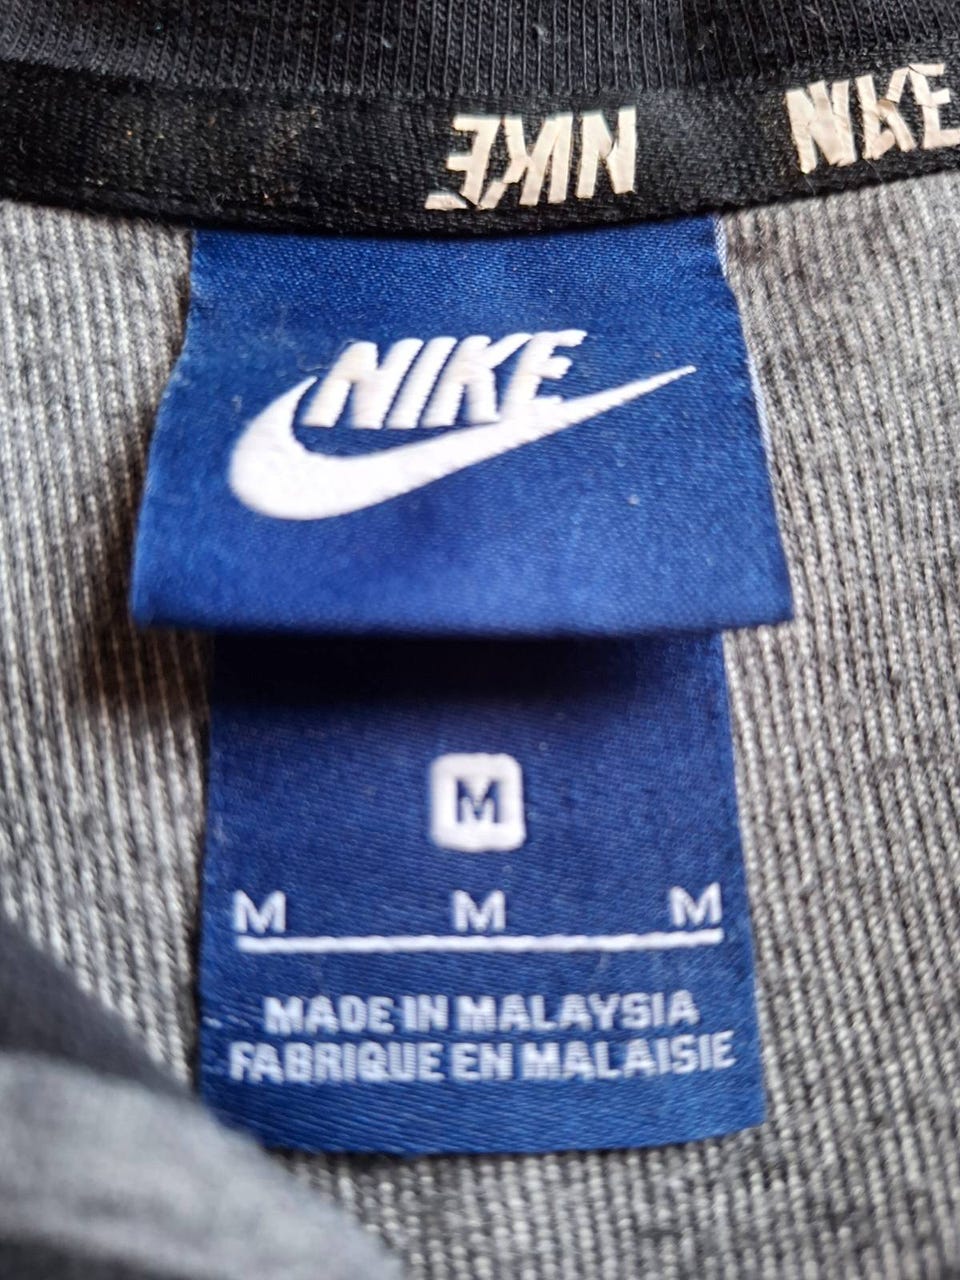 NIKE NIKE
NIKE
M
M M M
MADE IN MALAYSIA
FABRIQUE EN MALAISIE